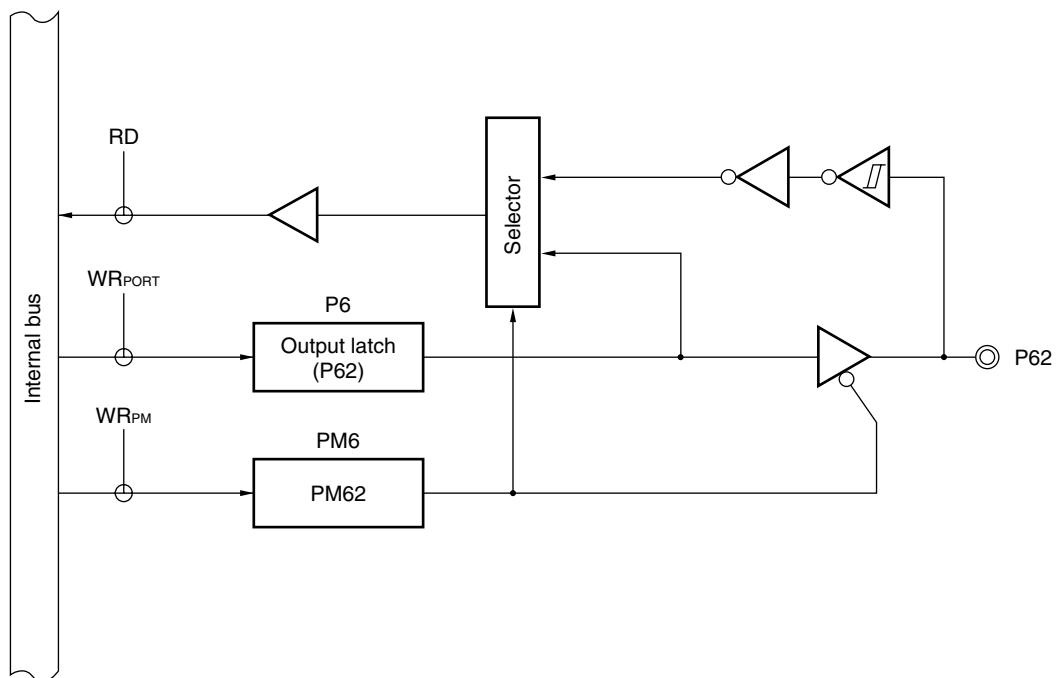 RD
Selector
WRPORT
P6
Output latch
(P62)
P62
Internal bus
WRPM
PM6
PM62